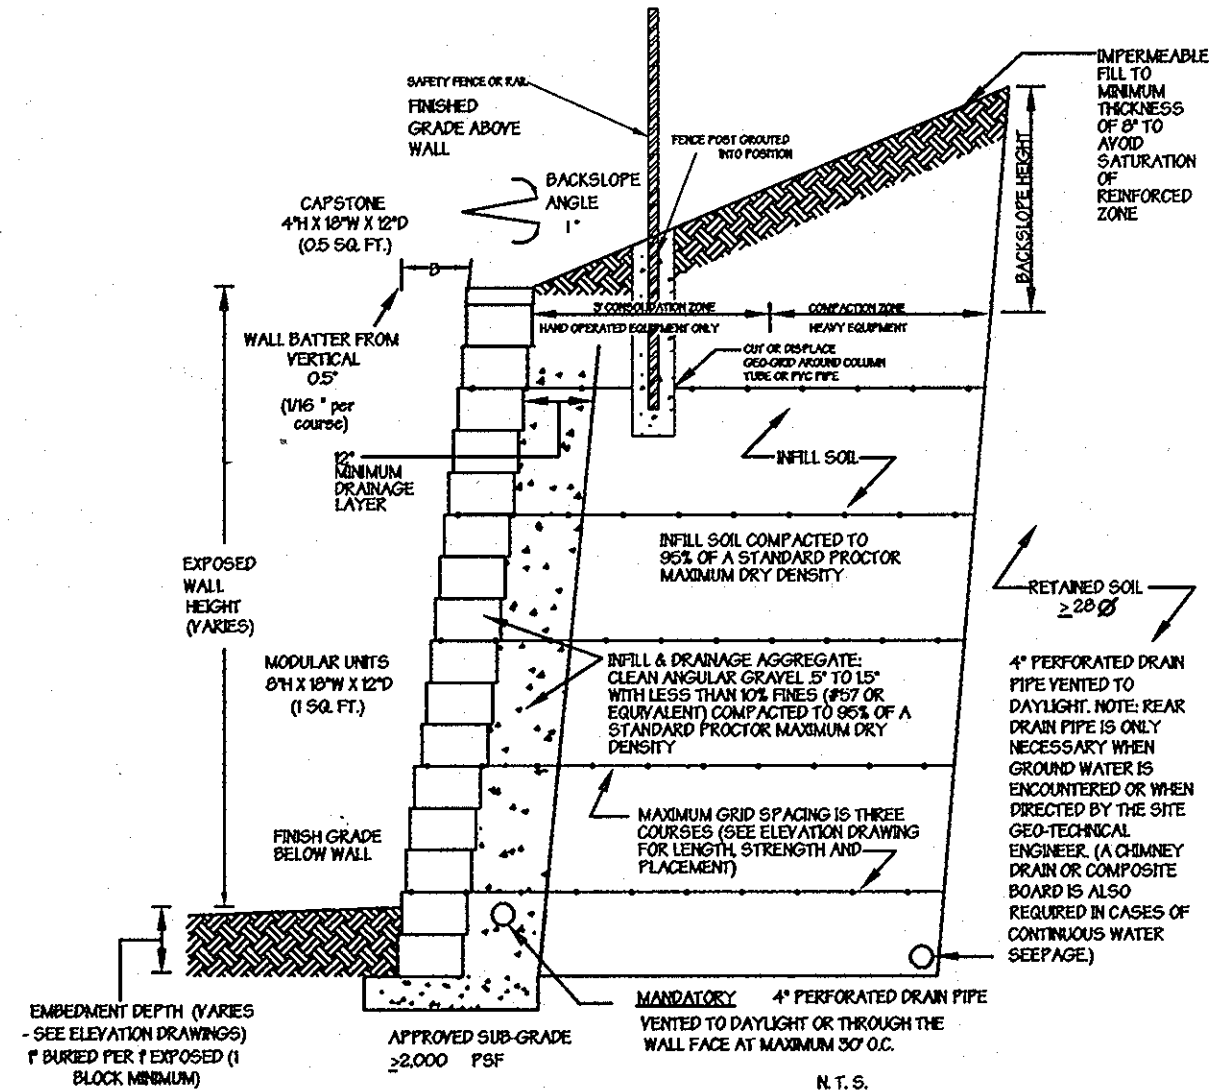 SAFETY FENCE OR RAIL
FINISHED
GRADE ABOVE
WALL
FENCE POST GROUTED
INTO POSITION
IMPERMEABLE
FILL TO
MINIMUM
THICKNESS
OF 8" TO
AVOID
SATURATION
OF
REINFORCED
ZONE
BACKSLOPE HEIGHT
BACKSLOPE
ANGLE
1°
CAPSTONE
4"H X 18"W X 12"D
(0.5 SQ. FT.)
B
WALL BATTER FROM
VERTICAL
0.5°
(1/16 " per
course)
3' CONSOLIDATION ZONE
HAND OPERATED EQUIPMENT ONLY
COMPACTION ZONE
HEAVY EQUIPMENT
CUT OR DISPLACE
GEO-GRID AROUND COLUMN
TUBE OR PVC PIPE
12"
MINIMUM
DRAINAGE
LAYER
INFILL SOIL
INFILL SOIL COMPACTED TO
95% OF A STANDARD PROCTOR
MAXIMUM DRY DENSITY
EXPOSED
WALL
HEIGHT
(VARIES)
RETAINED SOIL
≥28 Ø
MODULAR UNITS
8"H X 18"W X 12"D
(1 SQ. FT.)
INFILL & DRAINAGE AGGREGATE:
CLEAN ANGULAR GRAVEL .5" TO 1.5"
WITH LESS THAN 10% FINES (#57 OR
EQUIVALENT) COMPACTED TO 95% OF A
STANDARD PROCTOR MAXIMUM DRY
DENSITY
4" PERFORATED DRAIN
PIPE VENTED TO
DAYLIGHT. NOTE: REAR
DRAIN PIPE IS ONLY
NECESSARY WHEN
GROUND WATER IS
ENCOUNTERED OR WHEN
DIRECTED BY THE SITE
GEO-TECHNICAL
ENGINEER. (A CHIMNEY
DRAIN OR COMPOSITE
BOARD IS ALSO
REQUIRED IN CASES OF
CONTINUOUS WATER
SEEPAGE.)
MAXIMUM GRID SPACING IS THREE
COURSES (SEE ELEVATION DRAWING
FOR LENGTH, STRENGTH AND
PLACEMENT)
FINISH GRADE
BELOW WALL
EMBEDMENT DEPTH (VARIES
- SEE ELEVATION DRAWINGS)
1" BURIED PER 1' EXPOSED (1
BLOCK MINIMUM)
APPROVED SUB-GRADE
≥2,000 PSF
MANDATORY 4" PERFORATED DRAIN PIPE
VENTED TO DAYLIGHT OR THROUGH THE
WALL FACE AT MAXIMUM 30' O.C.
N. T. S.